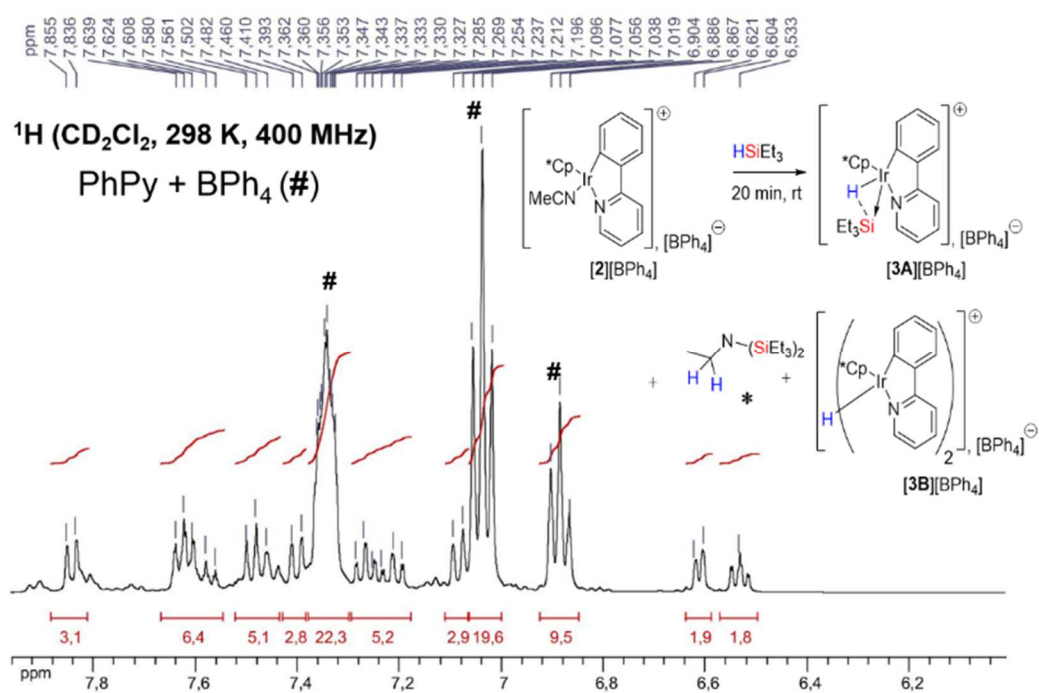 ppm 7,855 7,836 7,639 7,624 7,608 7,580 7,561 7,502 7,482 7,460 7,410 7,393 7,362 7,360 7,356 7,353 7,347 7,343 7,337 7,333 7,330 7,327 7,285 7,269 7,254 7,237 7,212 7,196 7,096 7,077 7,056 7,038 7,019 6,904 6,886 6,867 6,621 6,604 6,533
¹H (CD₂Cl₂, 298 K, 400 MHz)
PhPy + BPh₄ (#)
#
#
#
*Cp
Ir
MeCN
N
⊕
, [BPh₄]⊖
[2][BPh₄]
HSiEt₃
20 min, rt
*Cp
Ir
H
N
Et₃Si
⊕
, [BPh₄]⊖
[3A][BPh₄]
+
N
(SiEt₃)₂
H
H
*
+
*Cp
Ir
H
N
2
⊕
, [BPh₄]⊖
[3B][BPh₄]
3,1 6,4 5,1 2,8 22,3 5,2 2,9 19,6 9,5 1,9 1,8
ppm 7,8 7,6 7,4 7,2 7 6,8 6,6 6,4 6,2